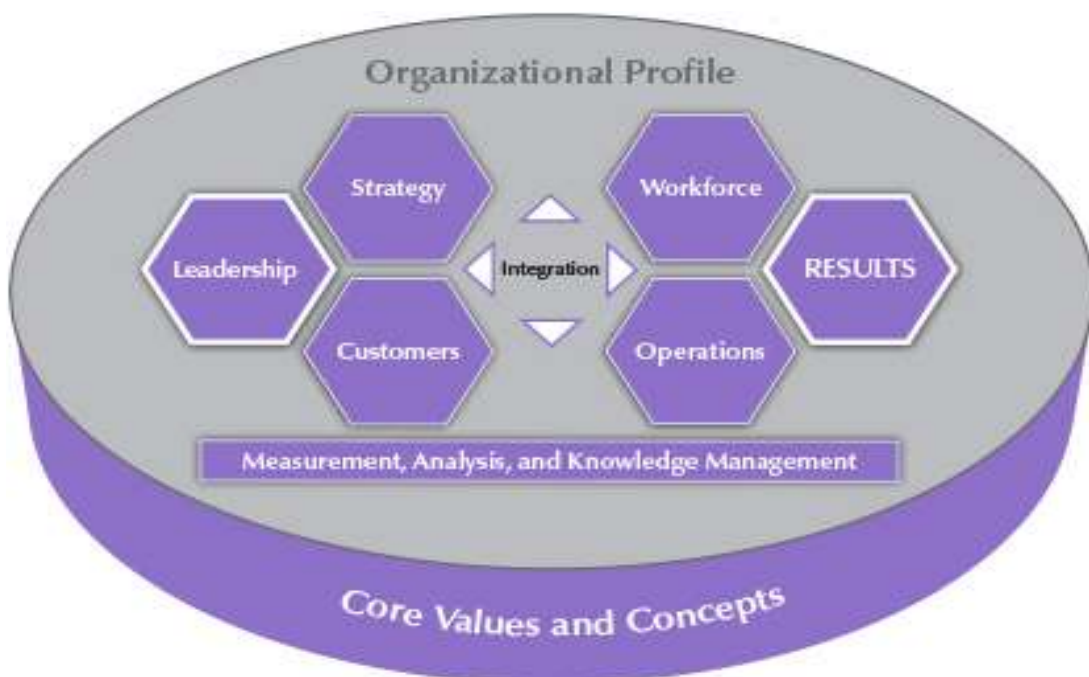 Organizational Profile
Strategy
Workforce
Leadership
Integration
RESULTS
Customers
Operations
Measurement, Analysis, and Knowledge Management
Core Values and Concepts